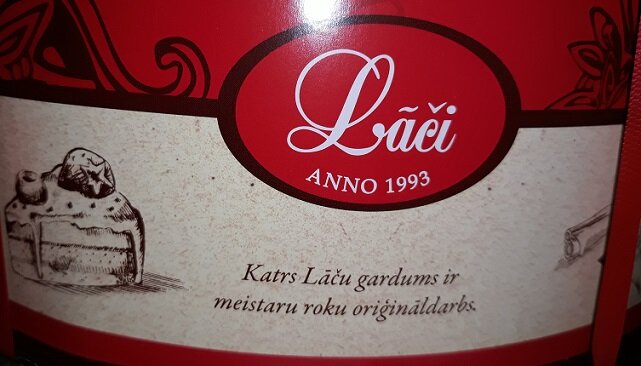 Lāči
ANNO 1993
Katrs Lāču gardums ir
meistaru roku oriģināldarbs.